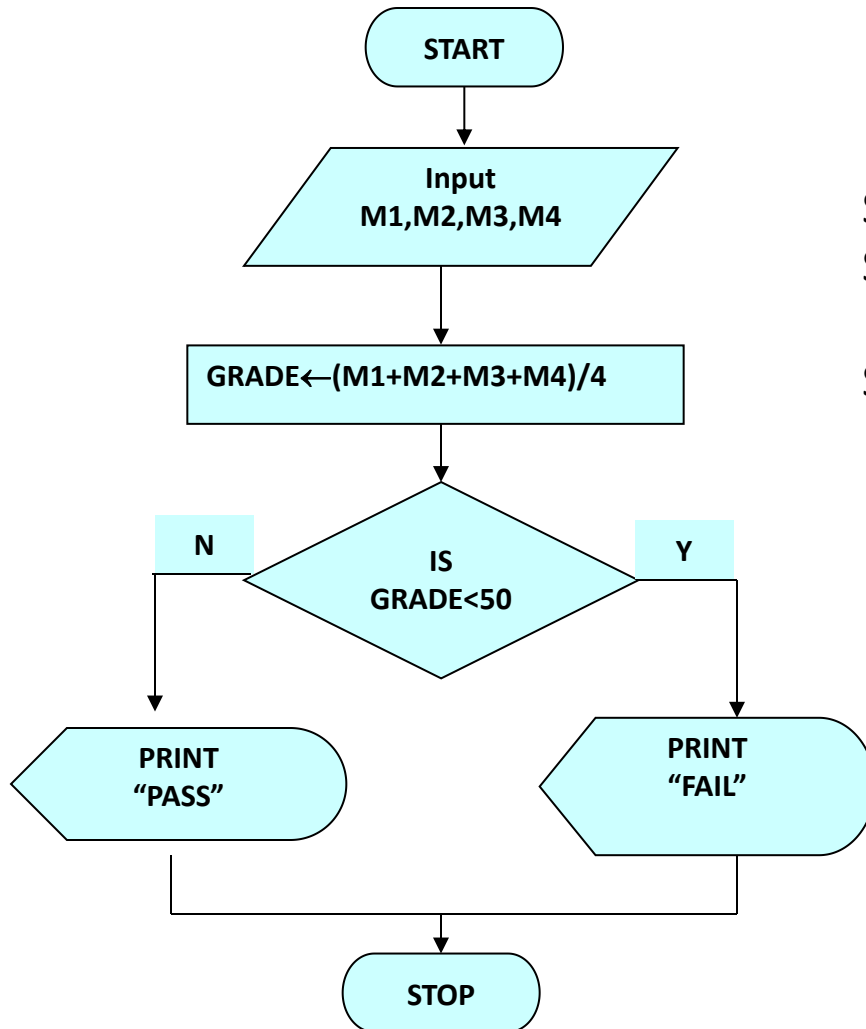 START
Input
M1,M2,M3,M4
GRADE←(M1+M2+M3+M4)/4
N
IS
GRADE<50
Y
PRINT
“PASS”
PRINT
“FAIL”
STOP